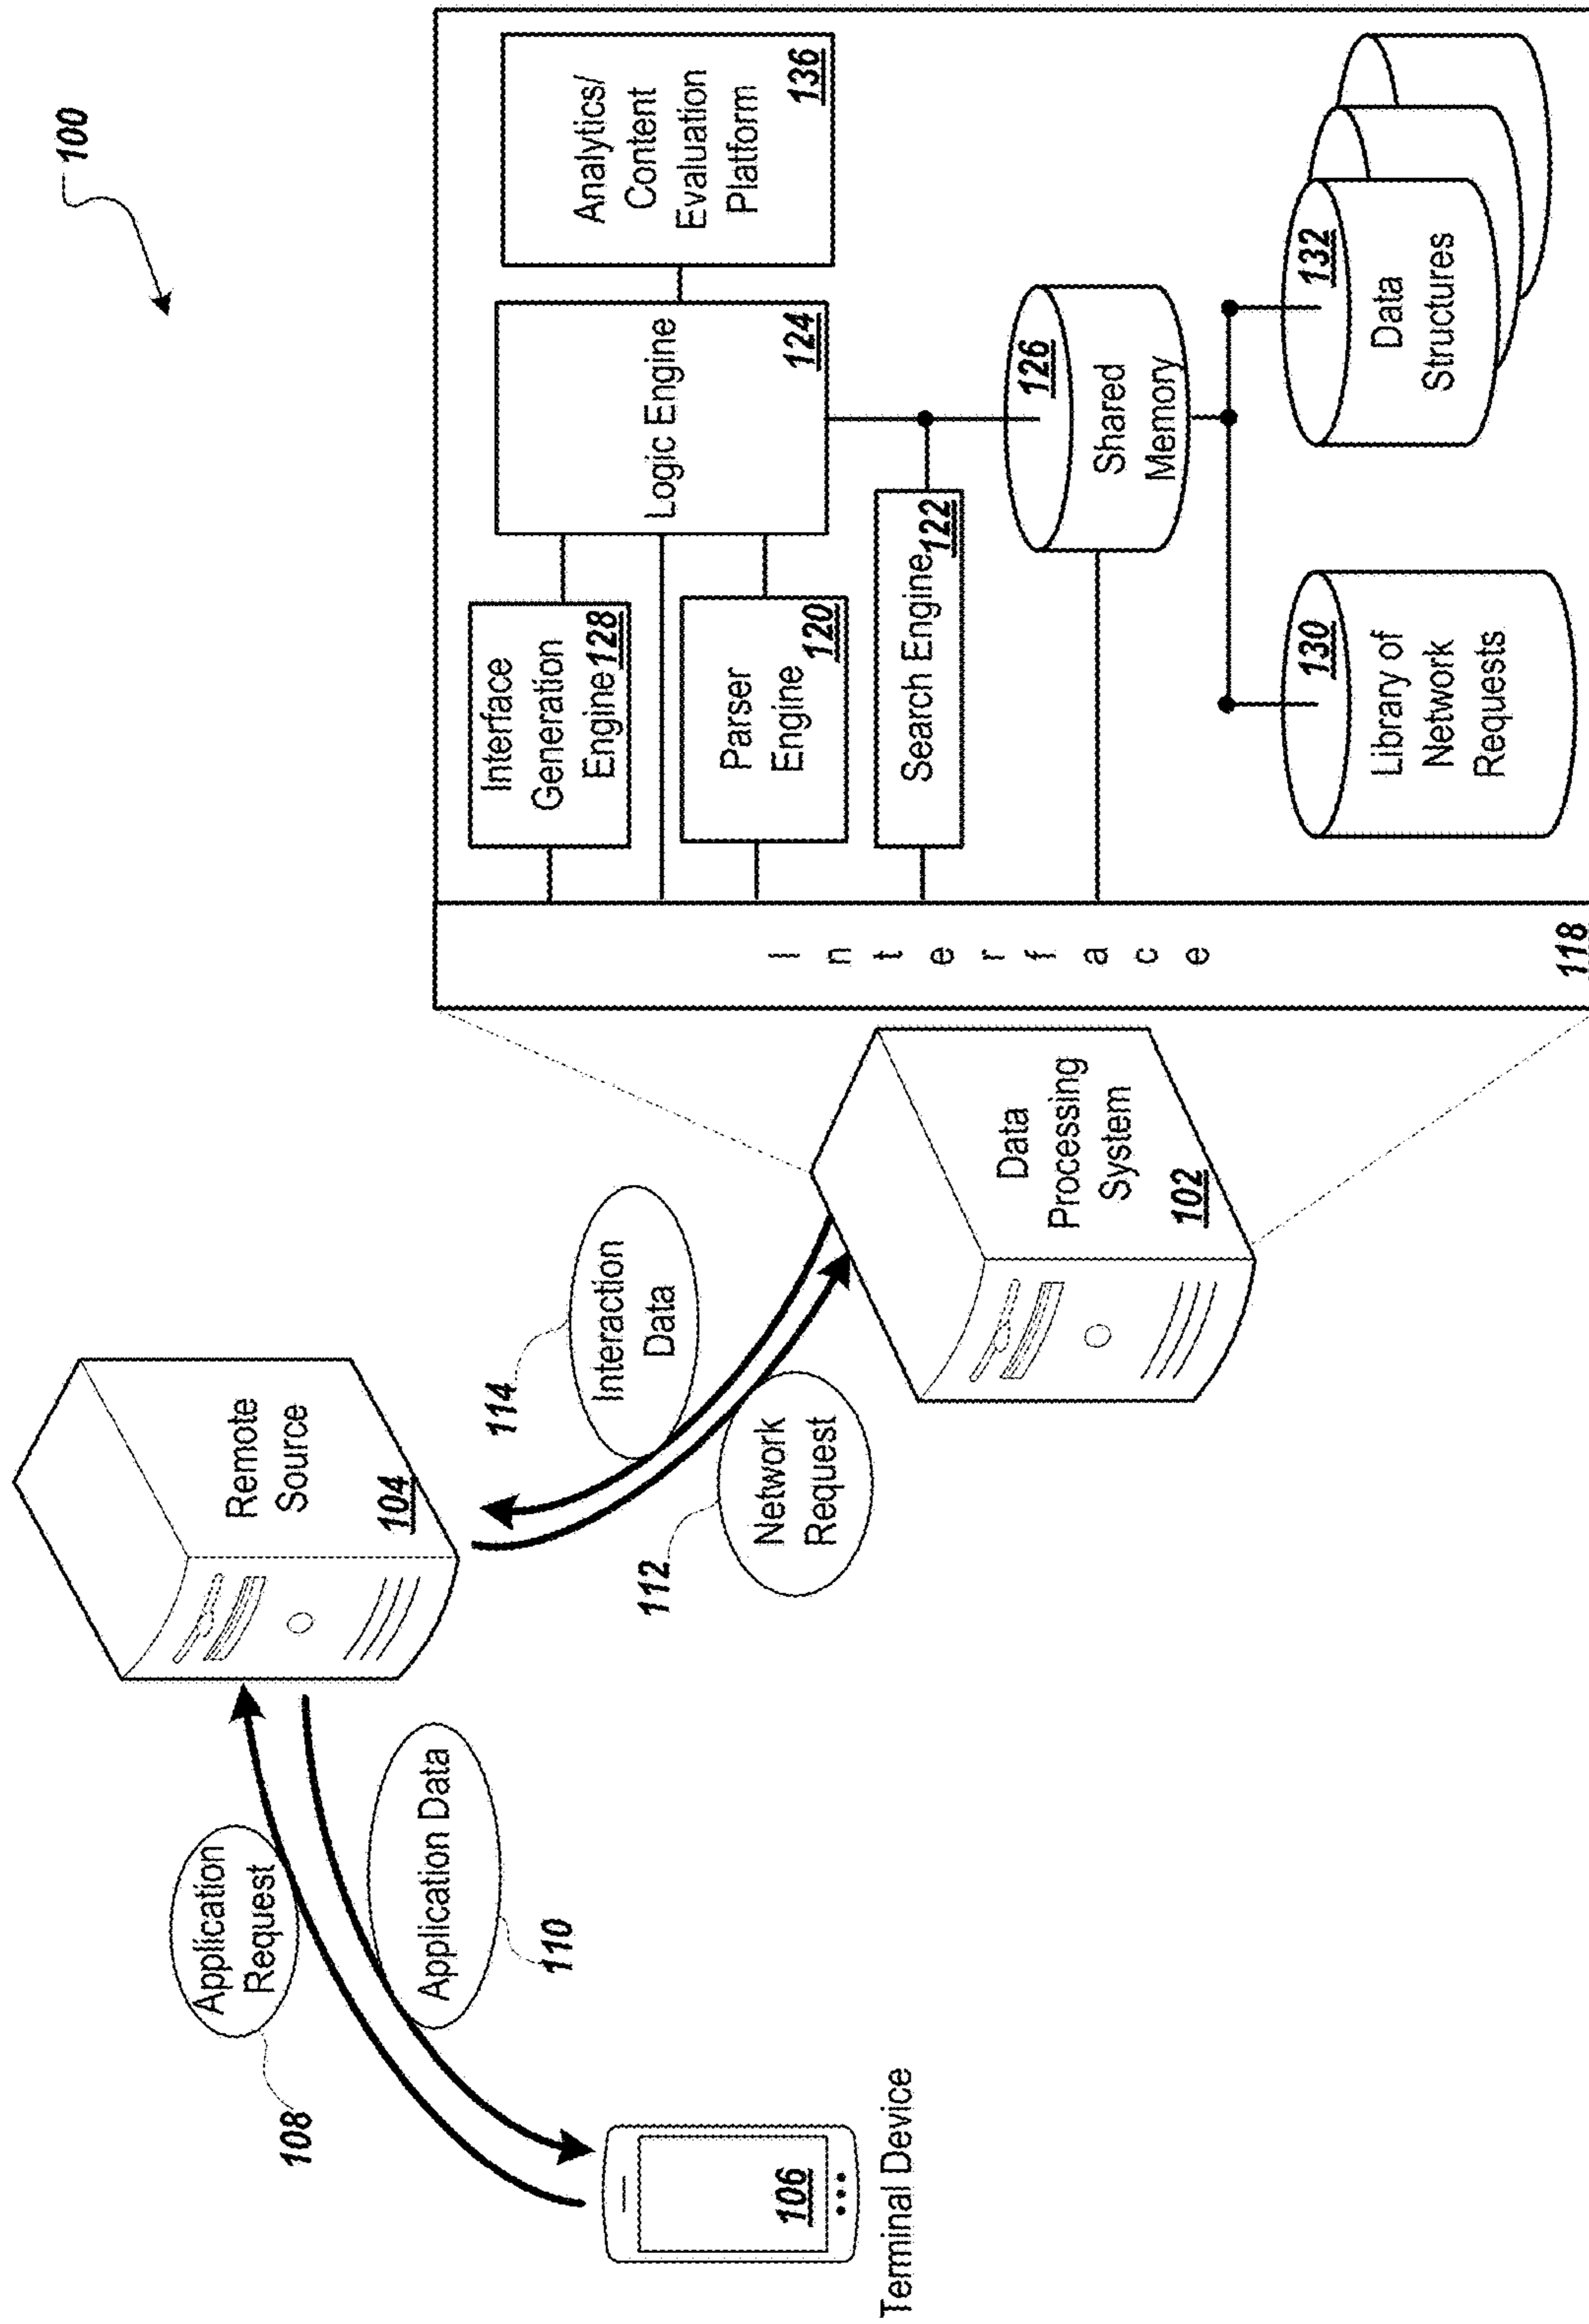 100
Analytics/
Content
Evaluation
Platform
136
Logic Engine
124
Interface
Generation
Engine128
Parser
Engine
120
Search Engine
122
126
Shared
Memory
130
Library of
Network
Requests
132
Data
Structures
Interface
118
Remote
Source
104
114
Interaction
Data
112
Network
Request
Data
Processing
System
102
Application
Request
108
Application Data
110
106
Terminal Device